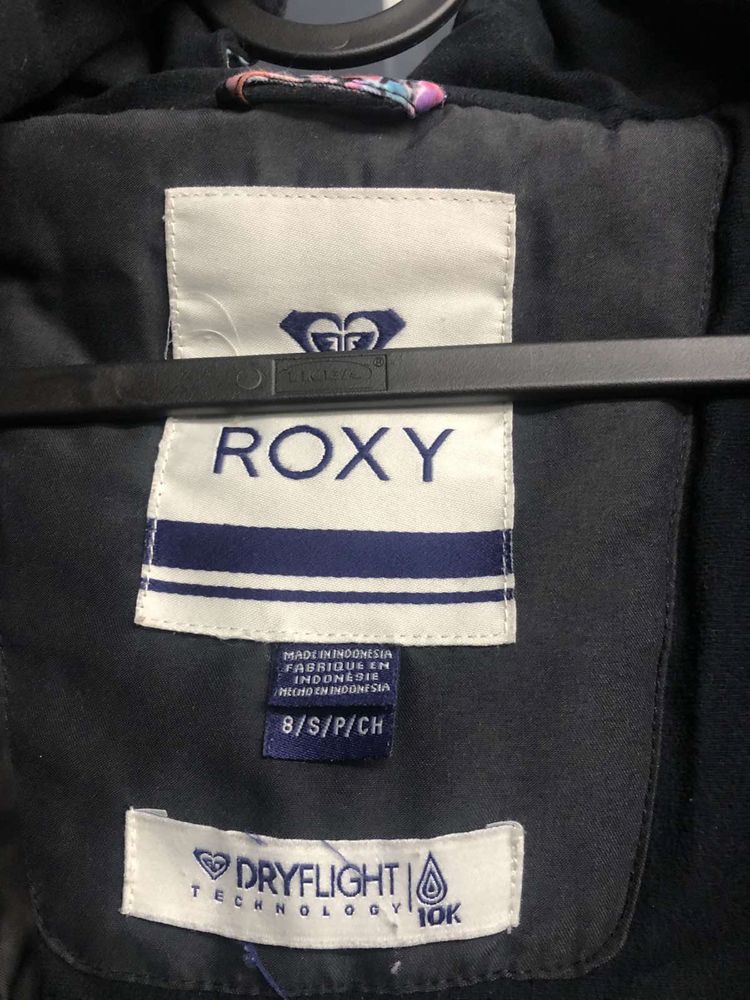 ROXY
MADE IN INDONESIA
FABRIQUE EN
INDONÉSIE
HECHO EN INDONESIA
8/S/P/CH
DRYFLIGHT
TECHNOLOGY
10K